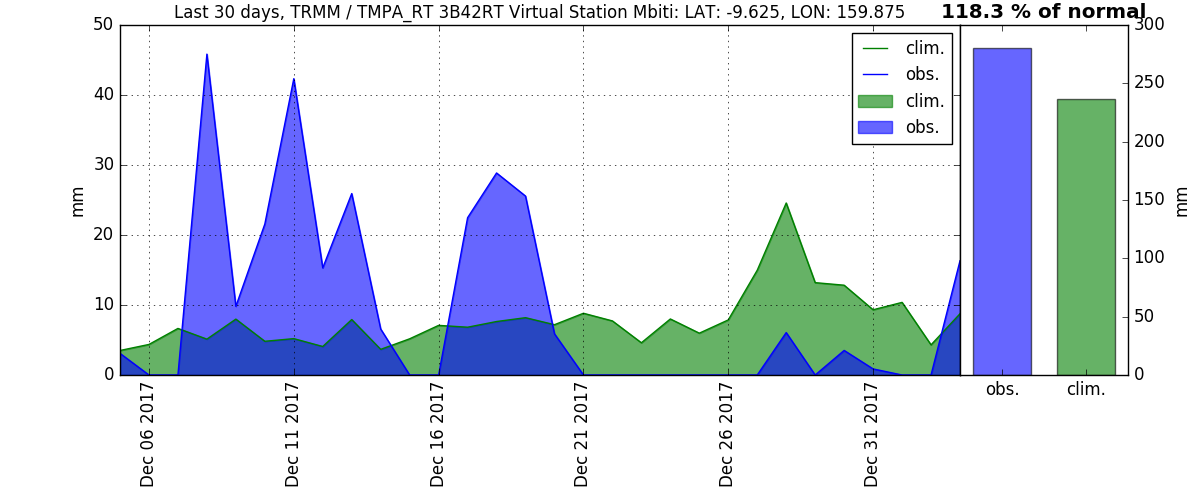 Last 30 days, TRMM / TMPA_RT 3B42RT Virtual Station Mbiti: LAT: -9.625, LON: 159.875
118.3 % of normal
50
40
30
20
10
0
mm
clim.
obs.
clim.
obs.
Dec 06 2017
Dec 11 2017
Dec 16 2017
Dec 21 2017
Dec 26 2017
Dec 31 2017
300
250
200
150
100
50
0
mm
obs.
clim.